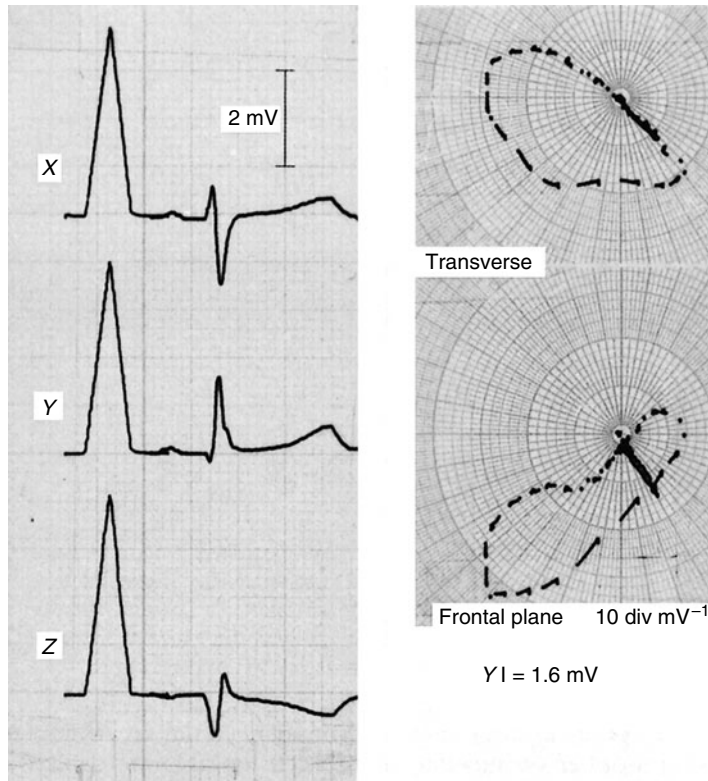 2 mV
X
Transverse
Y
Frontal plane 10 div mV⁻¹
Z
Y I = 1.6 mV